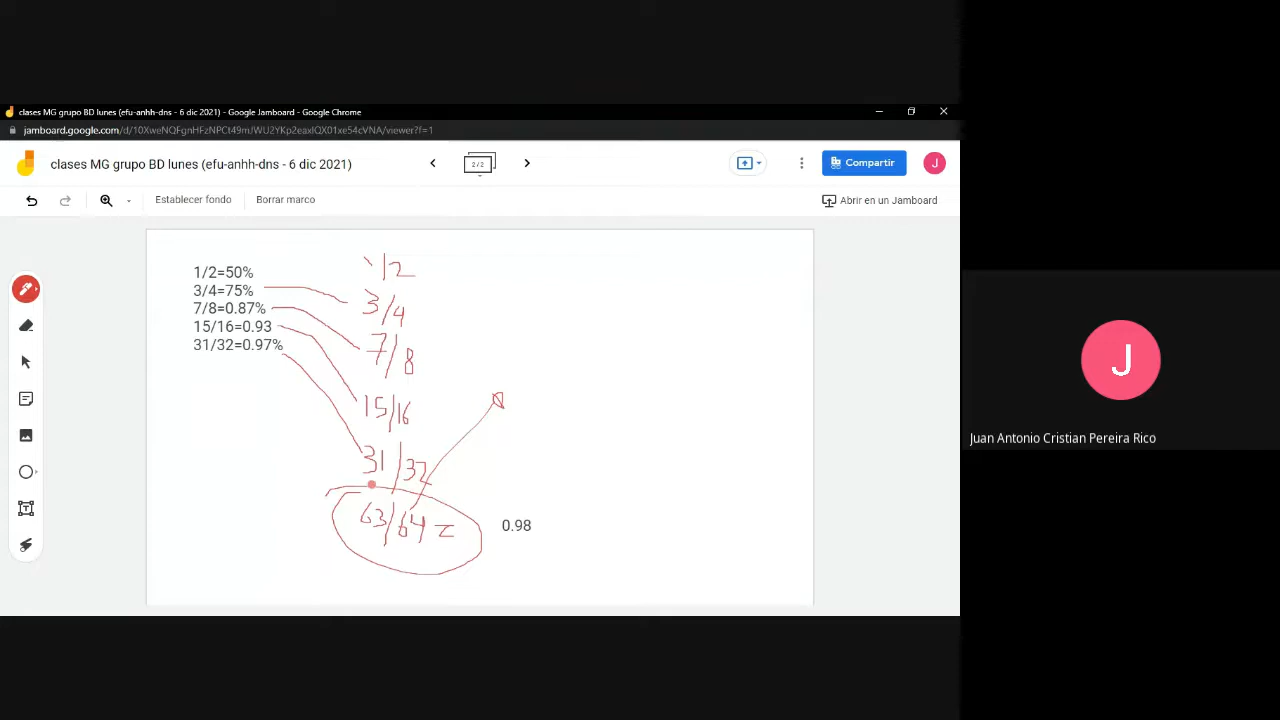 clases MG grupo BD lunes (efu-anhh-dns - 6 dic 2021) - Google Jamboard - Google Chrome
clases MG grupo BD lunes (efu-anhh-dns - 6 dic 2021)
2/2
Compartir
J
Establecer fondo
Borrar marco
Abrir en un Jamboard
1/2=50%
3/4=75%
7/8=0.87%
15/16=0.93
31/32=0.97%
1/2
3/4
7/8
15/16
31/32
63/64 =
0.98
J
Juan Antonio Cristian Pereira Rico